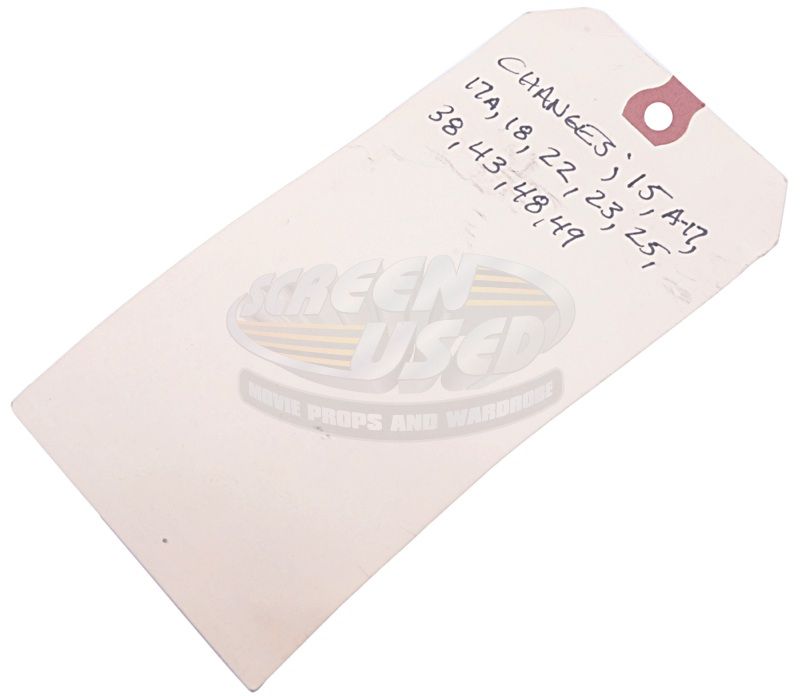 CHANGES; 15, A-17,
17A, 18, 22, 23, 25,
38, 43, 48, 49
SCREEN
USED
MOVIE PROPS AND WARDROBE